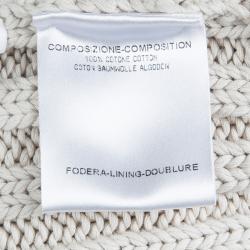 COMPOSIZIONE-COMPOSITION
100% COTONE COTTON
COTON BAUMWOLLE ALGODON
FODERA-LINING-DOUBLURE